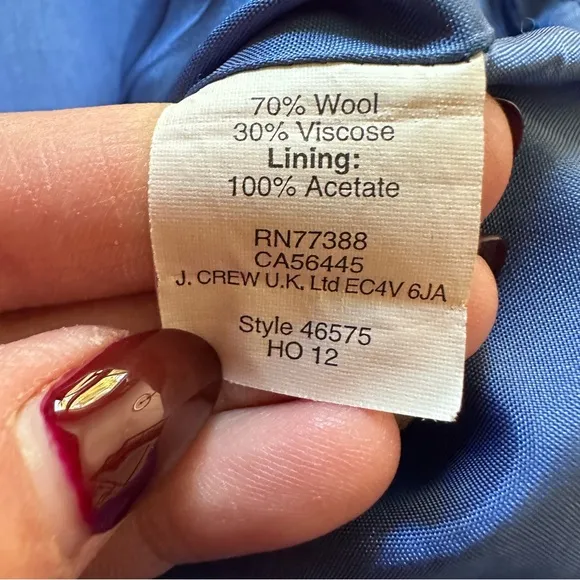 70% Wool
30% Viscose
Lining:
100% Acetate
RN77388
CA56445
J. CREW U.K. Ltd EC4V 6JA
Style 46575
HO 12